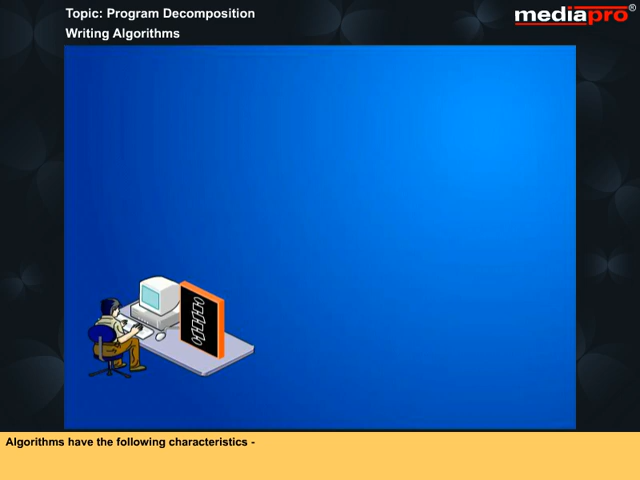 Topic: Program Decomposition
Writing Algorithms
mediapro®
Algorithms have the following characteristics -